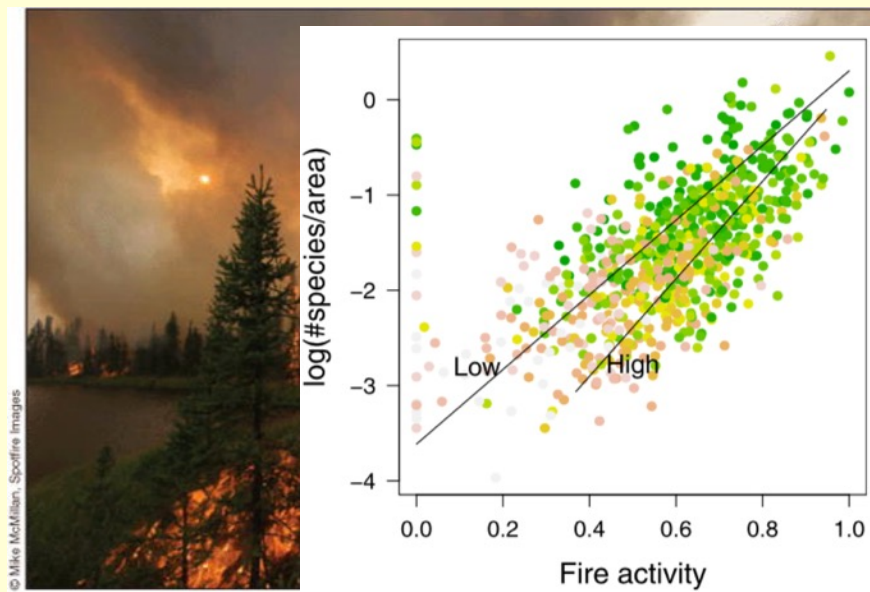 © Mike McMillan, Spotfire Images
log(#species/area)
0
−1
−2
−3
−4
Low
High
0.0 0.2 0.4 0.6 0.8 1.0
Fire activity